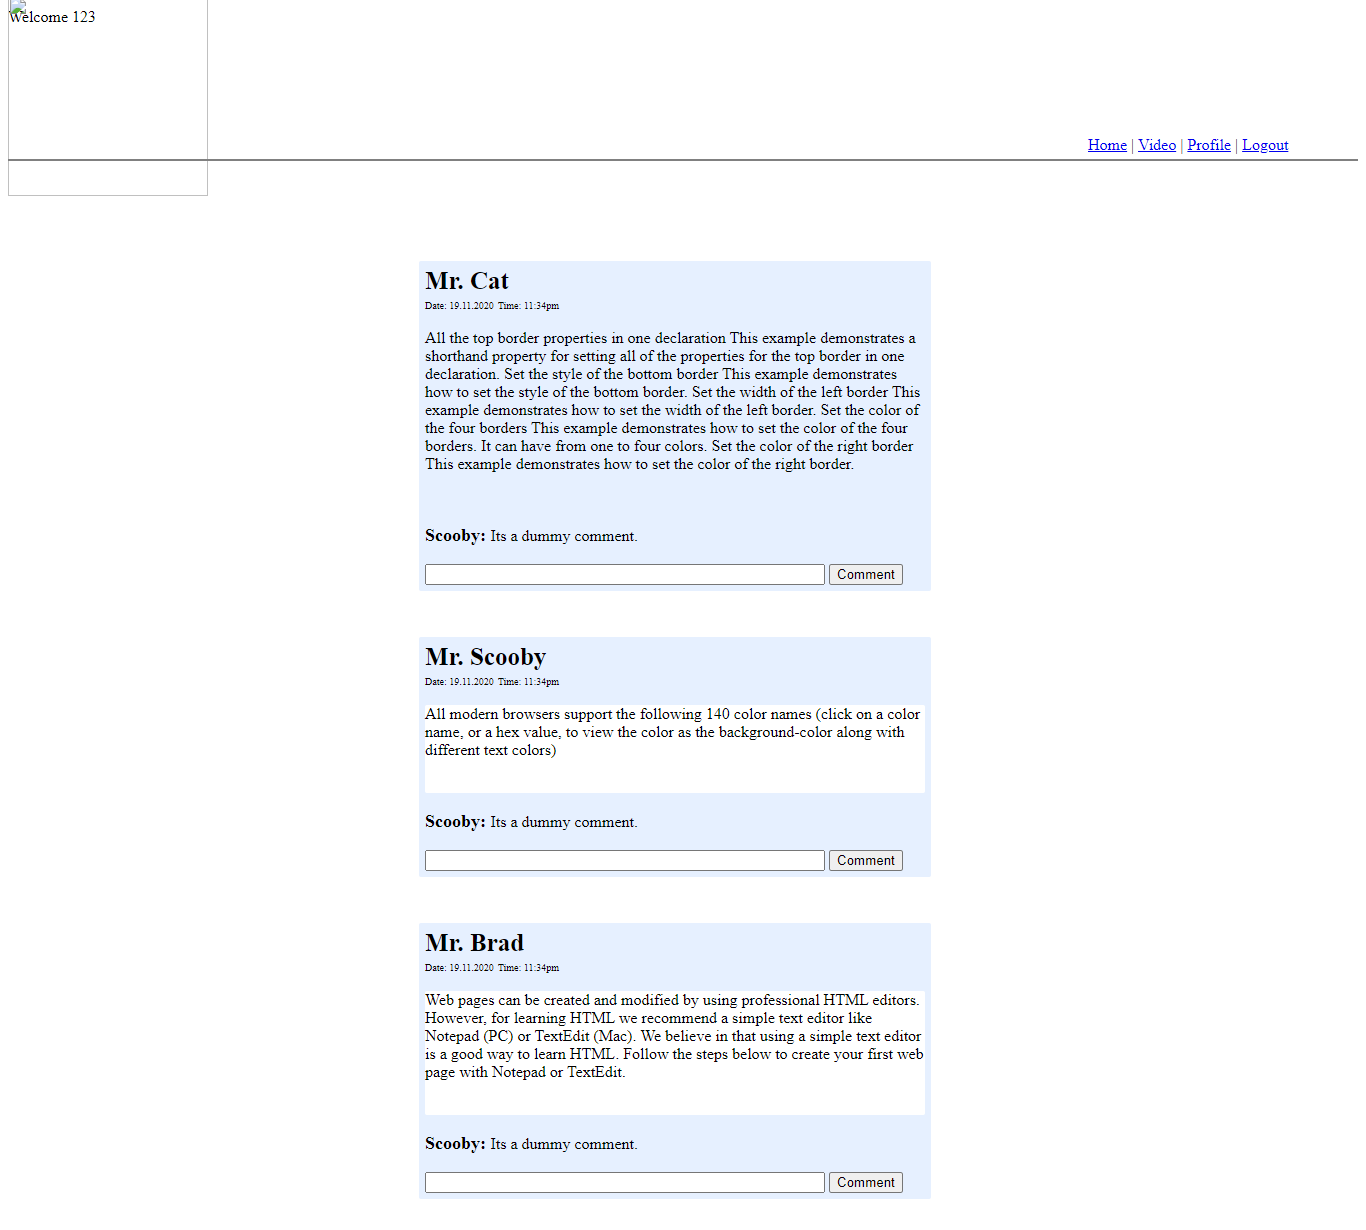 Welcome 123
Home | Video | Profile | Logout
Mr. Cat
Date: 19.11.2020 Time: 11:34pm
All the top border properties in one declaration This example demonstrates a
shorthand property for setting all of the properties for the top border in one
declaration. Set the style of the bottom border This example demonstrates
how to set the style of the bottom border. Set the width of the left border This
example demonstrates how to set the width of the left border. Set the color of
the four borders This example demonstrates how to set the color of the four
borders. It can have from one to four colors. Set the color of the right border
This example demonstrates how to set the color of the right border.
Scooby: Its a dummy comment.
Comment
Mr. Scooby
Date: 19.11.2020 Time: 11:34pm
All modern browsers support the following 140 color names (click on a color
name, or a hex value, to view the color as the background-color along with
different text colors)
Scooby: Its a dummy comment.
Comment
Mr. Brad
Date: 19.11.2020 Time: 11:34pm
Web pages can be created and modified by using professional HTML editors.
However, for learning HTML we recommend a simple text editor like
Notepad (PC) or TextEdit (Mac). We believe in that using a simple text editor
is a good way to learn HTML. Follow the steps below to create your first web
page with Notepad or TextEdit.
Scooby: Its a dummy comment.
Comment